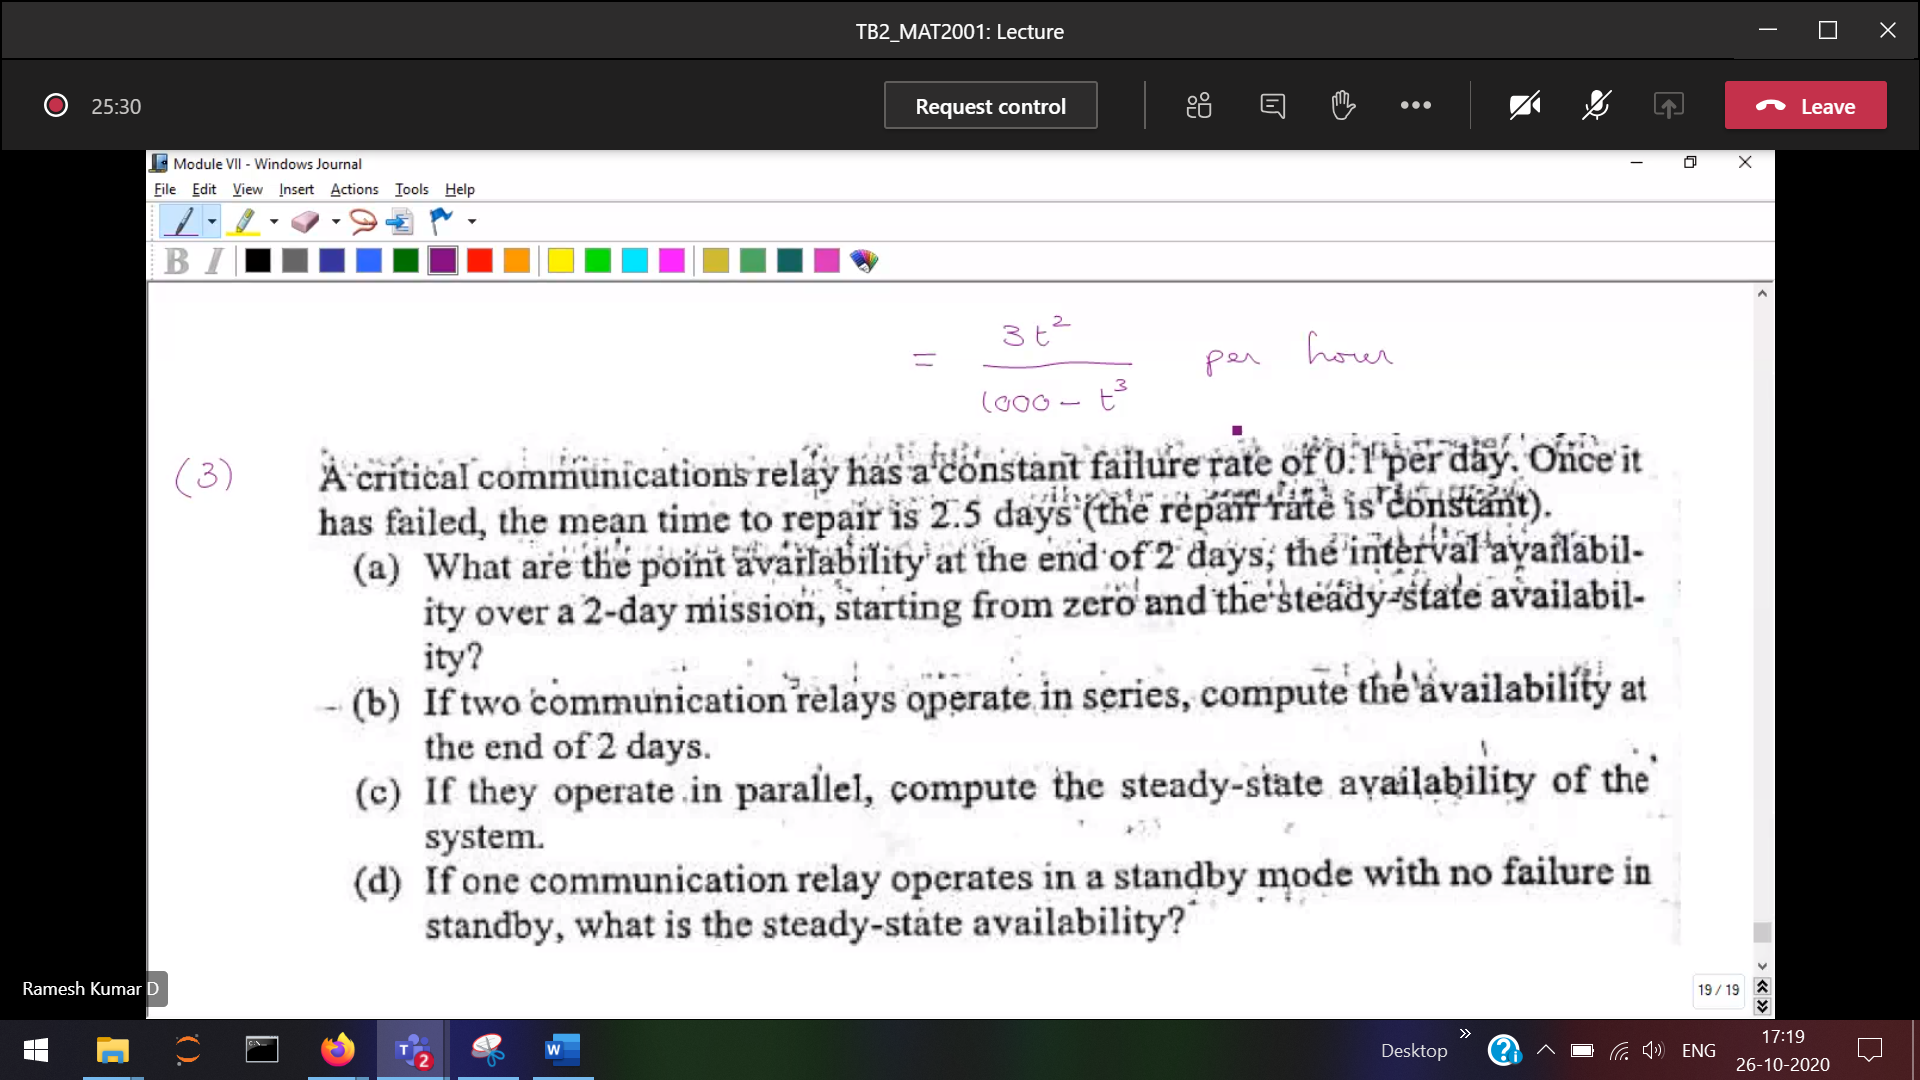 TB2_MAT2001: Lecture
25:30
Request control
Leave
Module VII - Windows Journal
File Edit View Insert Actions Tools Help
B I
= 3t² / 1000 - t³ per hour
(3) A critical communications relay has a constant failure rate of 0.1 per day. Once it
has failed, the mean time to repair is 2.5 days (the repair rate is constant).
(a) What are the point availability at the end of 2 days, the interval availabil-
ity over a 2-day mission, starting from zero and the steady-state availabil-
ity?
(b) If two communication relays operate in series, compute the availability at
the end of 2 days.
(c) If they operate in parallel, compute the steady-state availability of the
system.
(d) If one communication relay operates in a standby mode with no failure in
standby, what is the steady-state availability?
Ramesh Kumar D
19 / 19
Desktop
ENG
17:19
26-10-2020
T 2
W